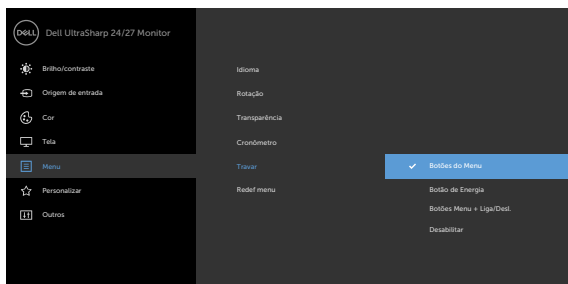 DELL Dell UltraSharp 24/27 Monitor
Brilho/contraste
Origem de entrada
Cor
Tela
Menu
Personalizar
Outros
Idioma
Rotação
Transparência
Cronômetro
Travar
Redef menu
Botões do Menu
Botão de Energia
Botões Menu + Liga/Desl.
Desabilitar